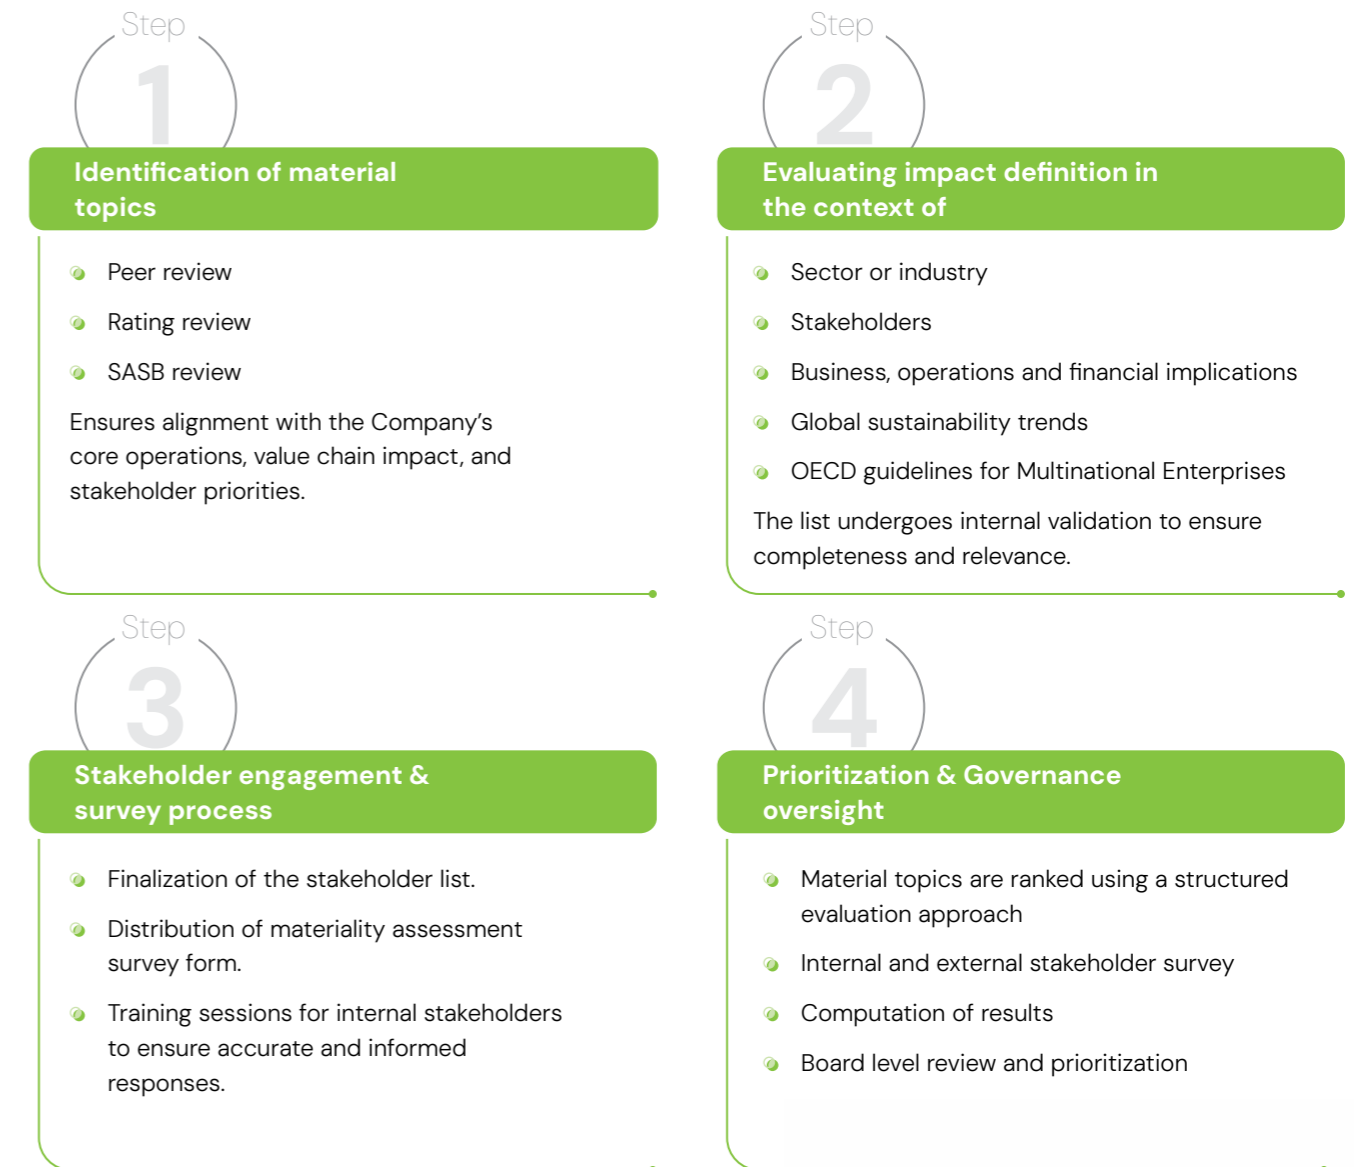 Step
1
Identification of material
topics
Peer review
Rating review
SASB review
Ensures alignment with the Company’s
core operations, value chain impact, and
stakeholder priorities.
Step
2
Evaluating impact definition in
the context of
Sector or industry
Stakeholders
Business, operations and financial implications
Global sustainability trends
OECD guidelines for Multinational Enterprises
The list undergoes internal validation to ensure
completeness and relevance.
Step
3
Stakeholder engagement &
survey process
Finalization of the stakeholder list.
Distribution of materiality assessment
survey form.
Training sessions for internal stakeholders
to ensure accurate and informed
responses.
Step
4
Prioritization & Governance
oversight
Material topics are ranked using a structured
evaluation approach
Internal and external stakeholder survey
Computation of results
Board level review and prioritization